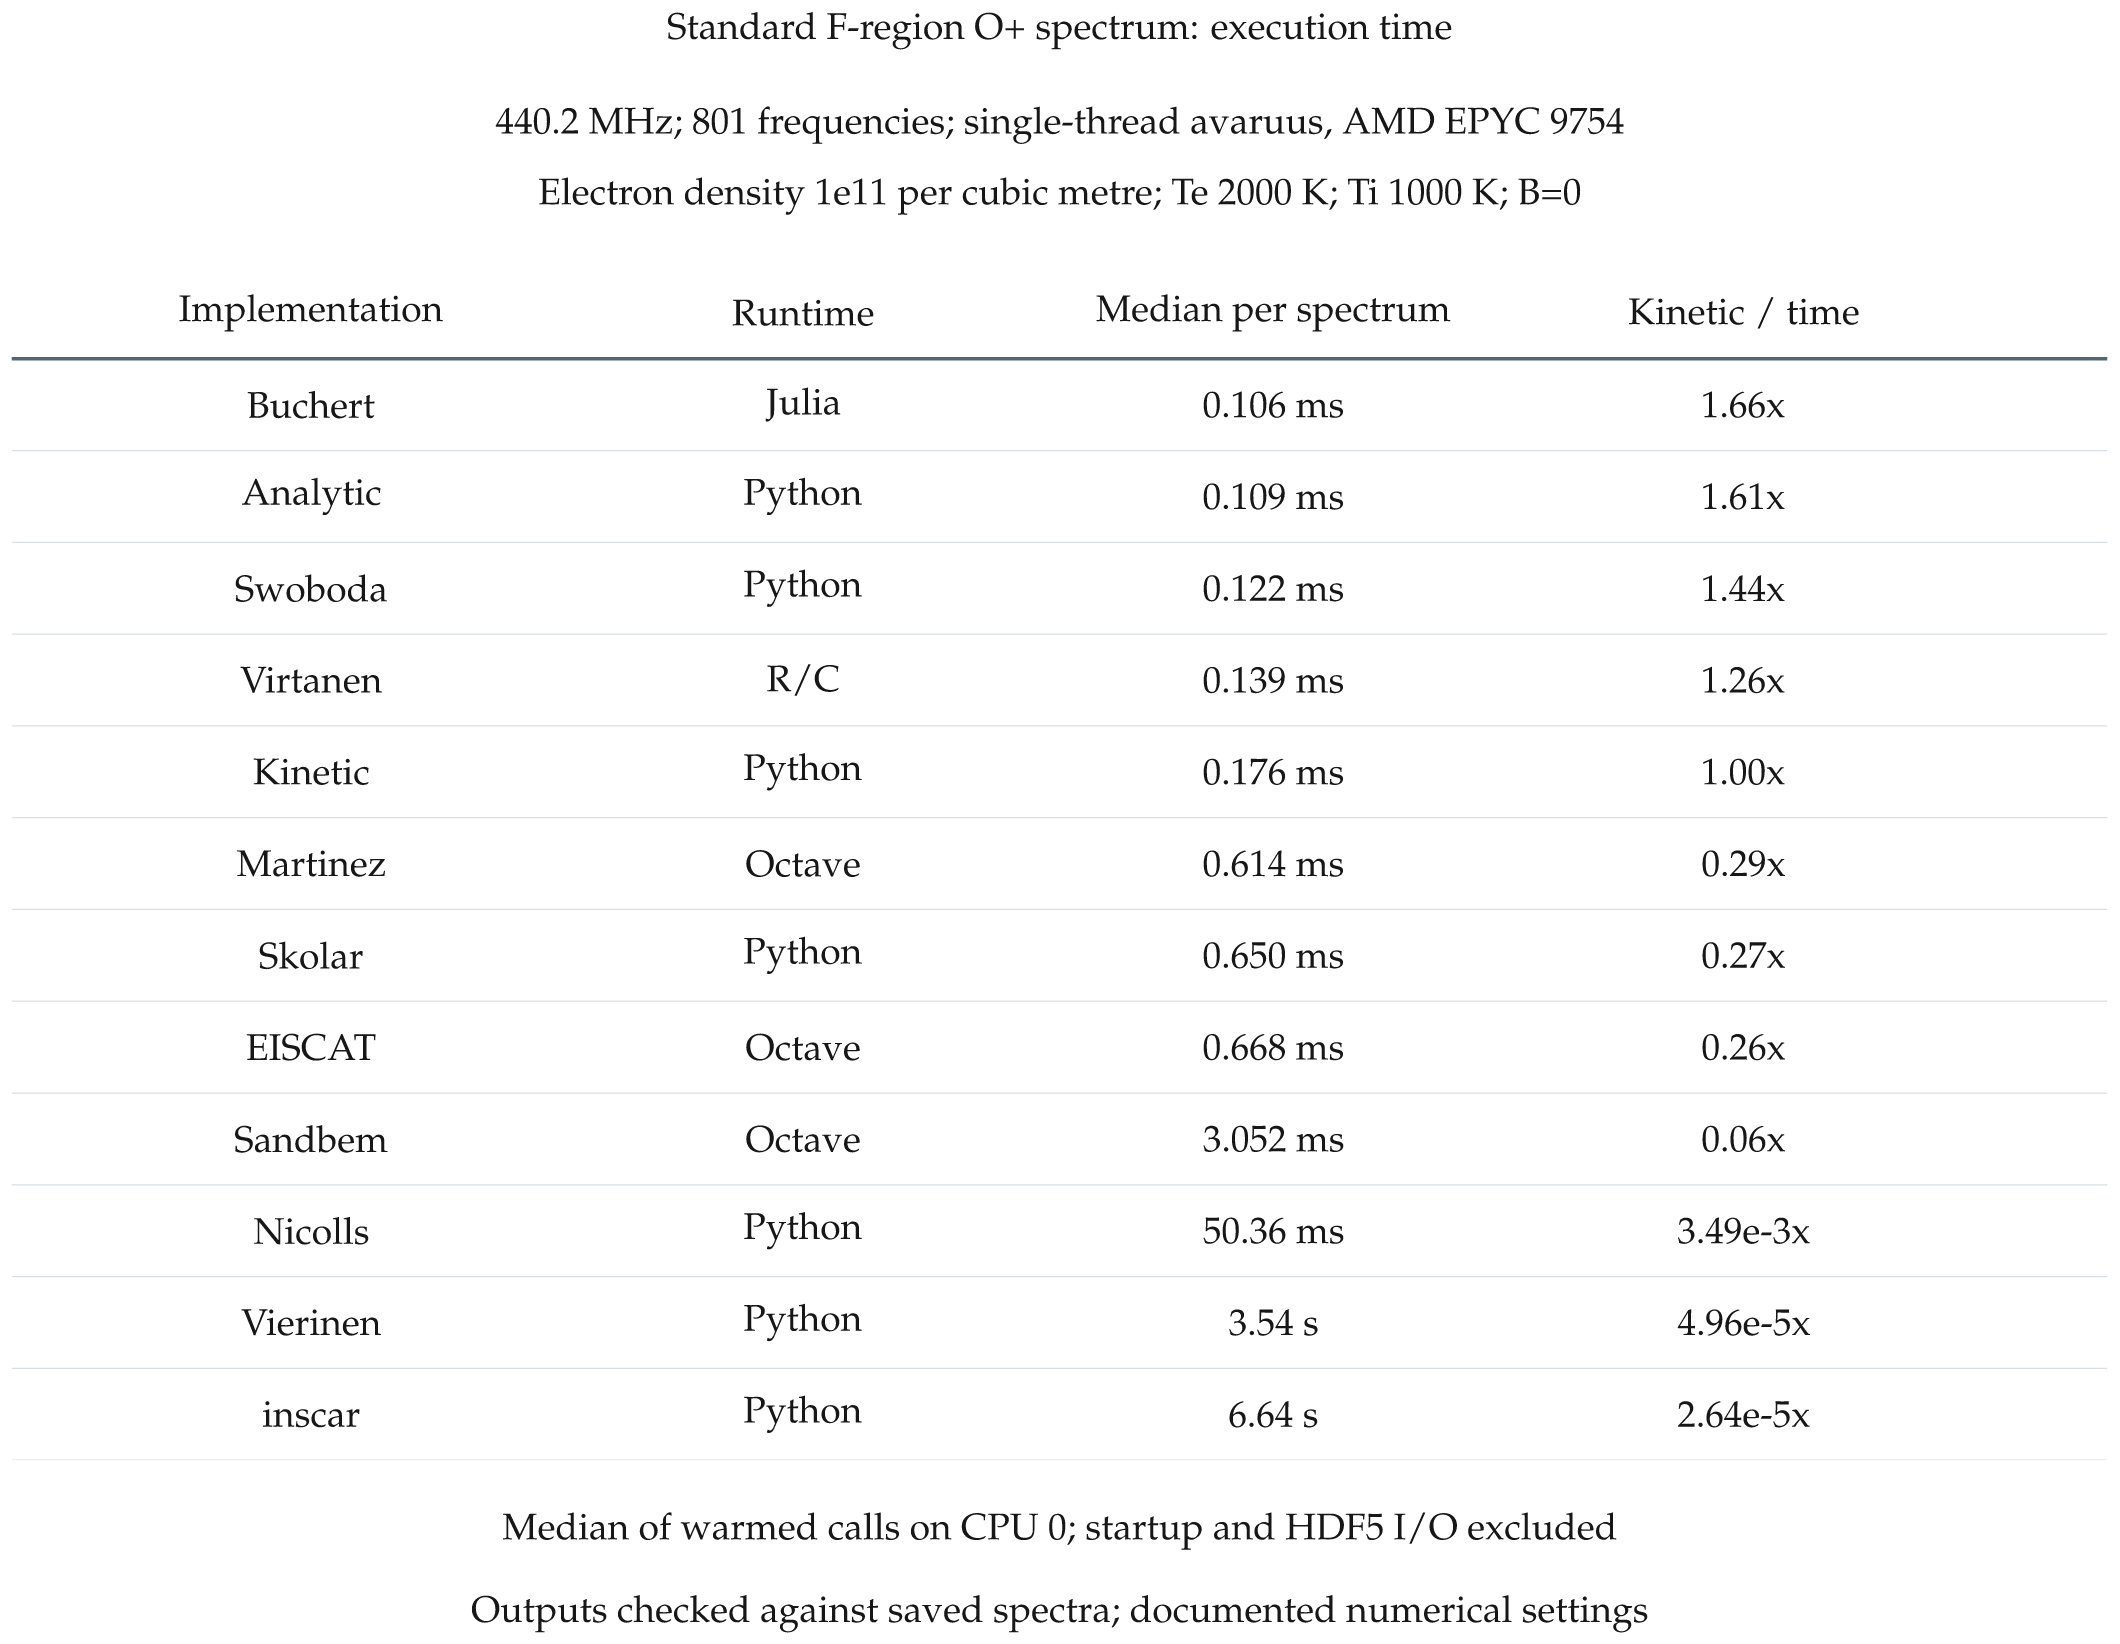 Standard F-region O+ spectrum: execution time
440.2 MHz; 801 frequencies; single-thread avaruus, AMD EPYC 9754
Electron density 1e11 per cubic metre; Te 2000 K; Ti 1000 K; B=0
Implementation Runtime Median per spectrum Kinetic / time
Buchert Julia 0.106 ms 1.66x
Analytic Python 0.109 ms 1.61x
Swoboda Python 0.122 ms 1.44x
Virtanen R/C 0.139 ms 1.26x
Kinetic Python 0.176 ms 1.00x
Martinez Octave 0.614 ms 0.29x
Skolar Python 0.650 ms 0.27x
EISCAT Octave 0.668 ms 0.26x
Sandbem Octave 3.052 ms 0.06x
Nicolls Python 50.36 ms 3.49e-3x
Vierinen Python 3.54 s 4.96e-5x
inscar Python 6.64 s 2.64e-5x
Median of warmed calls on CPU 0; startup and HDF5 I/O excluded
Outputs checked against saved spectra; documented numerical settings